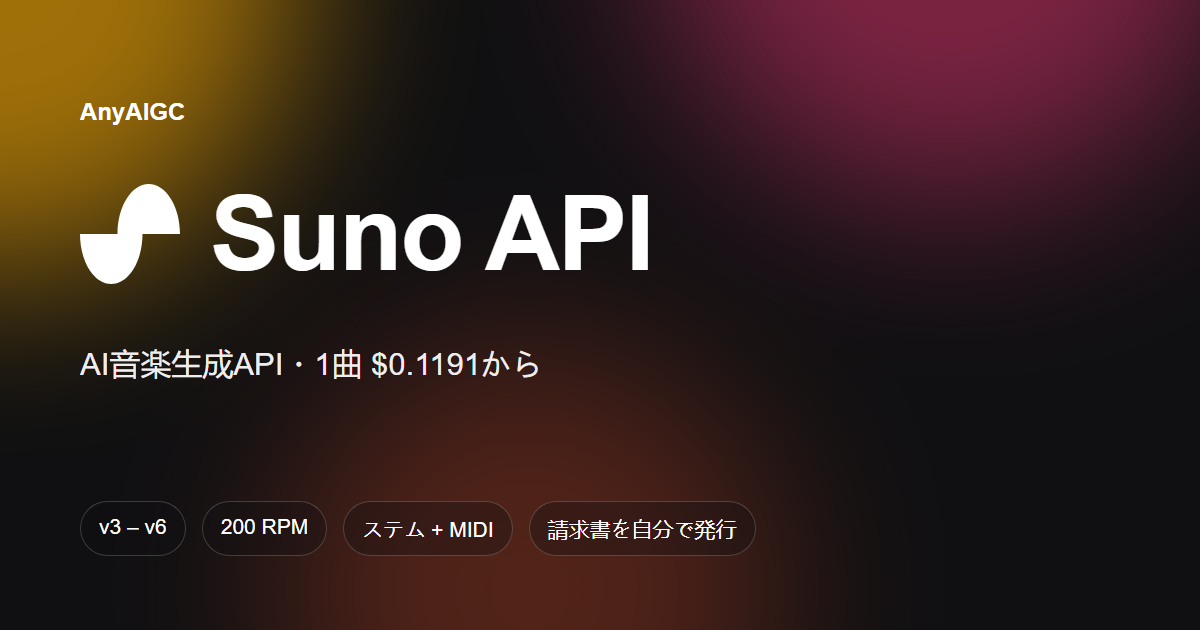 AnyAIGC
Suno API
AI音楽生成API・1曲 $0.1191から
v3 – v6
200 RPM
ステム + MIDI
請求書を自分で発行